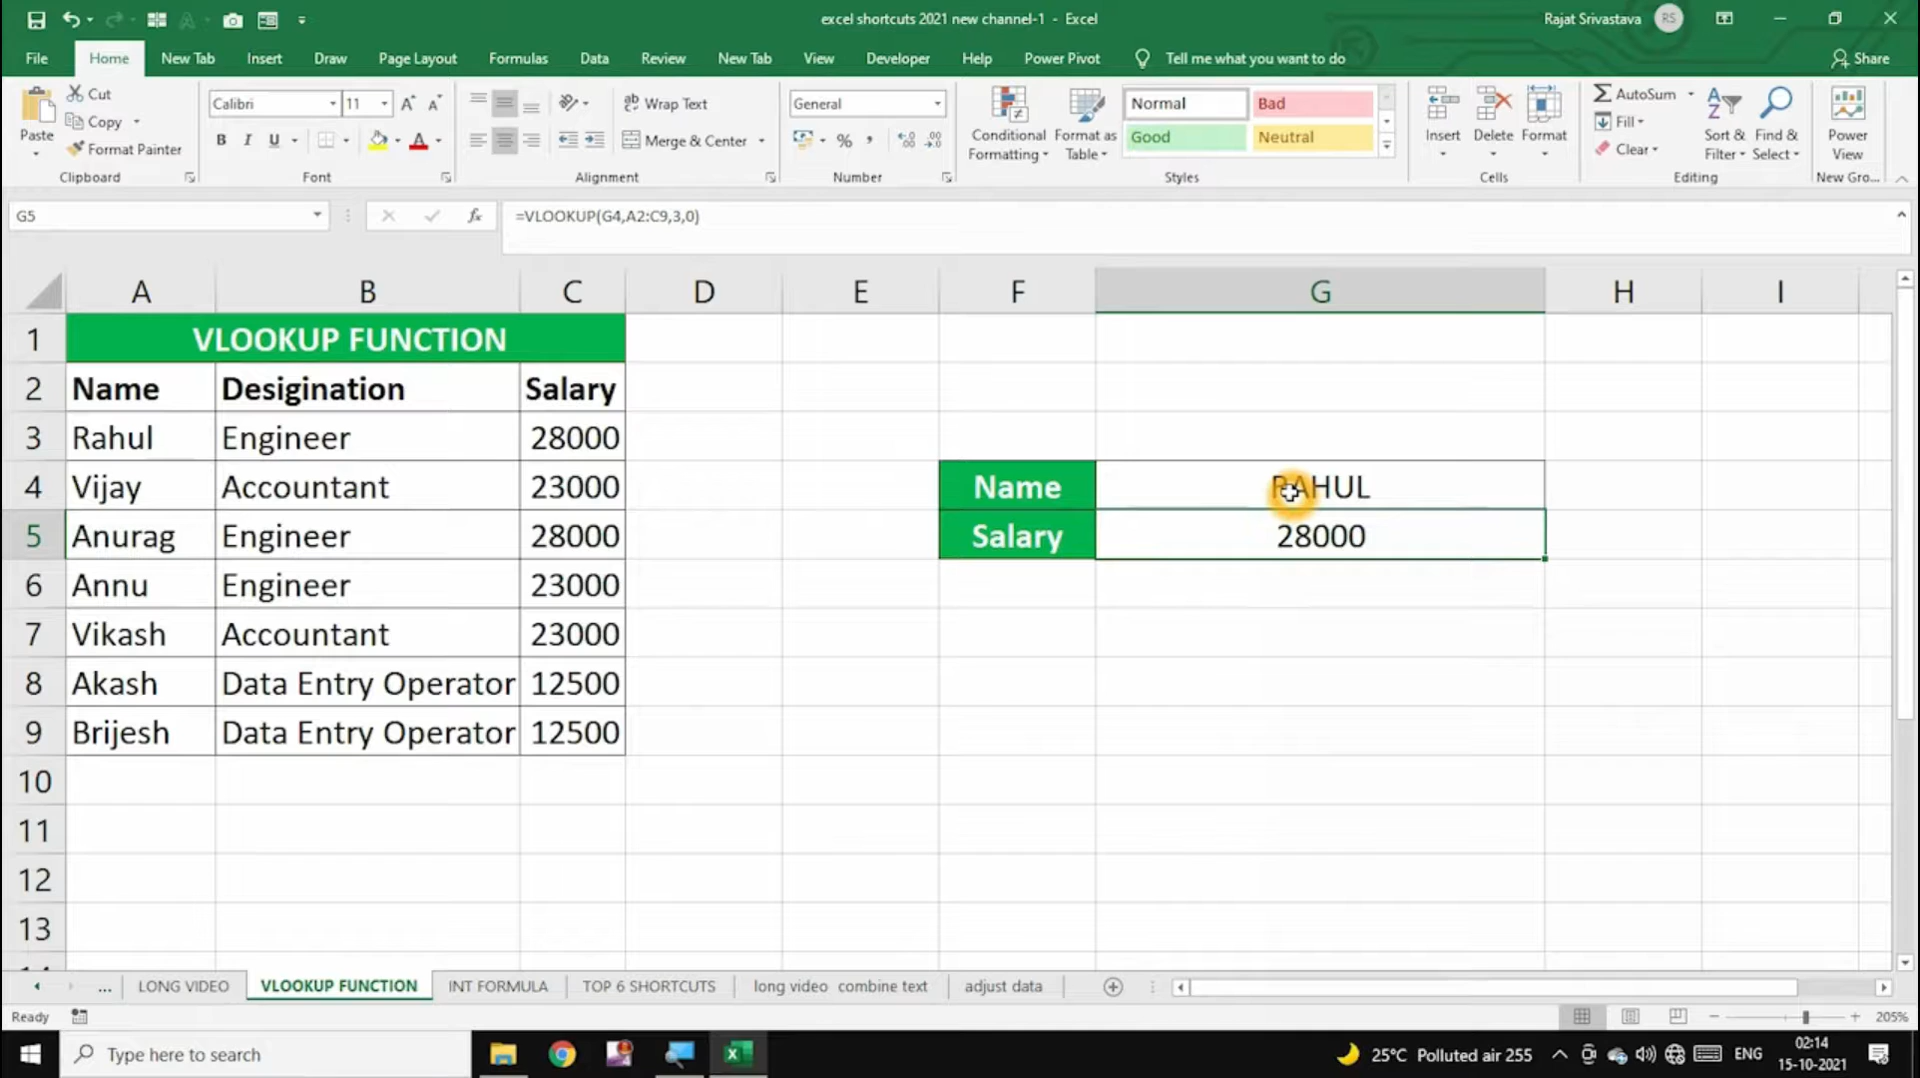 excel shortcuts 2021 new channel-1 - Excel
Rajat Srivastava RS
File Home New Tab Insert Draw Page Layout Formulas Data Review New Tab View Developer Help Power Pivot Tell me what you want to do Share
Paste
Cut
Copy
Format Painter
Clipboard
Calibri 11
B I U
Font
Wrap Text
Merge & Center
Alignment
General
%
Number
Conditional Formatting
Format as Table
Normal Bad
Good Neutral
Styles
Insert Delete Format
Cells
AutoSum
Fill
Clear
Sort & Filter
Find & Select
Editing
Power View
New Gro...
G5 fx =VLOOKUP(G4,A2:C9,3,0)
A B C D E F G H I
1 VLOOKUP FUNCTION
2 Name Desigination Salary
3 Rahul Engineer 28000
4 Vijay Accountant 23000 Name RAHUL
5 Anurag Engineer 28000 Salary 28000
6 Annu Engineer 23000
7 Vikash Accountant 23000
8 Akash Data Entry Operator 12500
9 Brijesh Data Entry Operator 12500
10
11
12
13
... LONG VIDEO VLOOKUP FUNCTION INT FORMULA TOP 6 SHORTCUTS long video combine text adjust data
Ready 205%
Type here to search
25°C Polluted air 255 ENG 02:14
15-10-2021